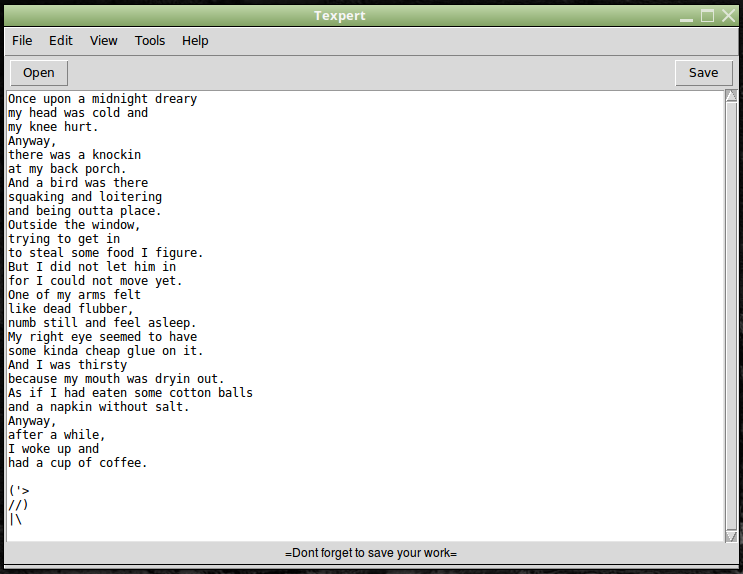 Texpert
File Edit View Tools Help
Open Save
Once upon a midnight dreary
my head was cold and
my knee hurt.
Anyway,
there was a knockin
at my back porch.
And a bird was there
squaking and loitering
and being outta place.
Outside the window,
trying to get in
to steal some food I figure.
But I did not let him in
for I could not move yet.
One of my arms felt
like dead flubber,
numb still and feel asleep.
My right eye seemed to have
some kinda cheap glue on it.
And I was thirsty
because my mouth was dryin out.
As if I had eaten some cotton balls
and a napkin without salt.
Anyway,
after a while,
I woke up and
had a cup of coffee.

('>
//)
|\
=Dont forget to save your work=